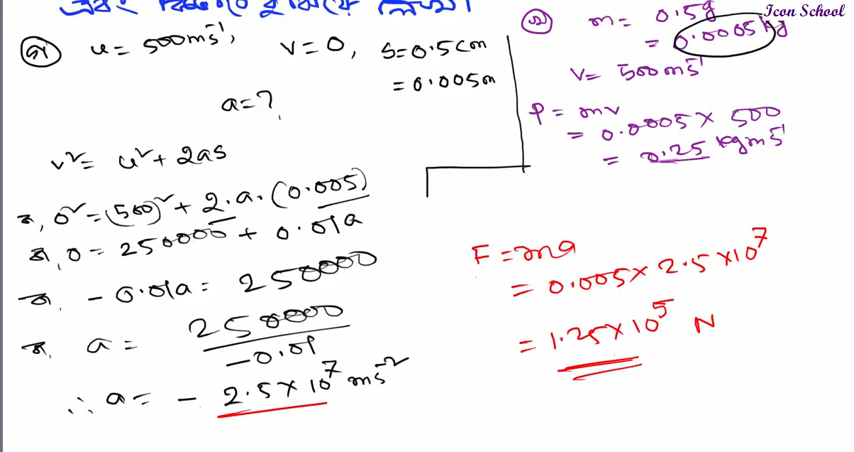 এবং
লিখো।
Icon School
u = 500ms⁻¹, v = 0, S = 0.5cm
= 0.005m
a = ?
v² = u² + 2as
বা, 0² = (500)² + 2.a.(0.005)
বা, 0 = 250000 + 0.01a
বা, -0.01a = 250000
বা, a = 250000 / -0.01
∴ a = - 2.5×10⁷ ms⁻²
m = 0.5g
= 0.0005kg
v = 500ms⁻¹
P = mv
= 0.0005 × 500
= 0.25 kgms⁻¹
F = ma
= 0.005 × 2.5 × 10⁷
= 1.25 × 10⁵ N